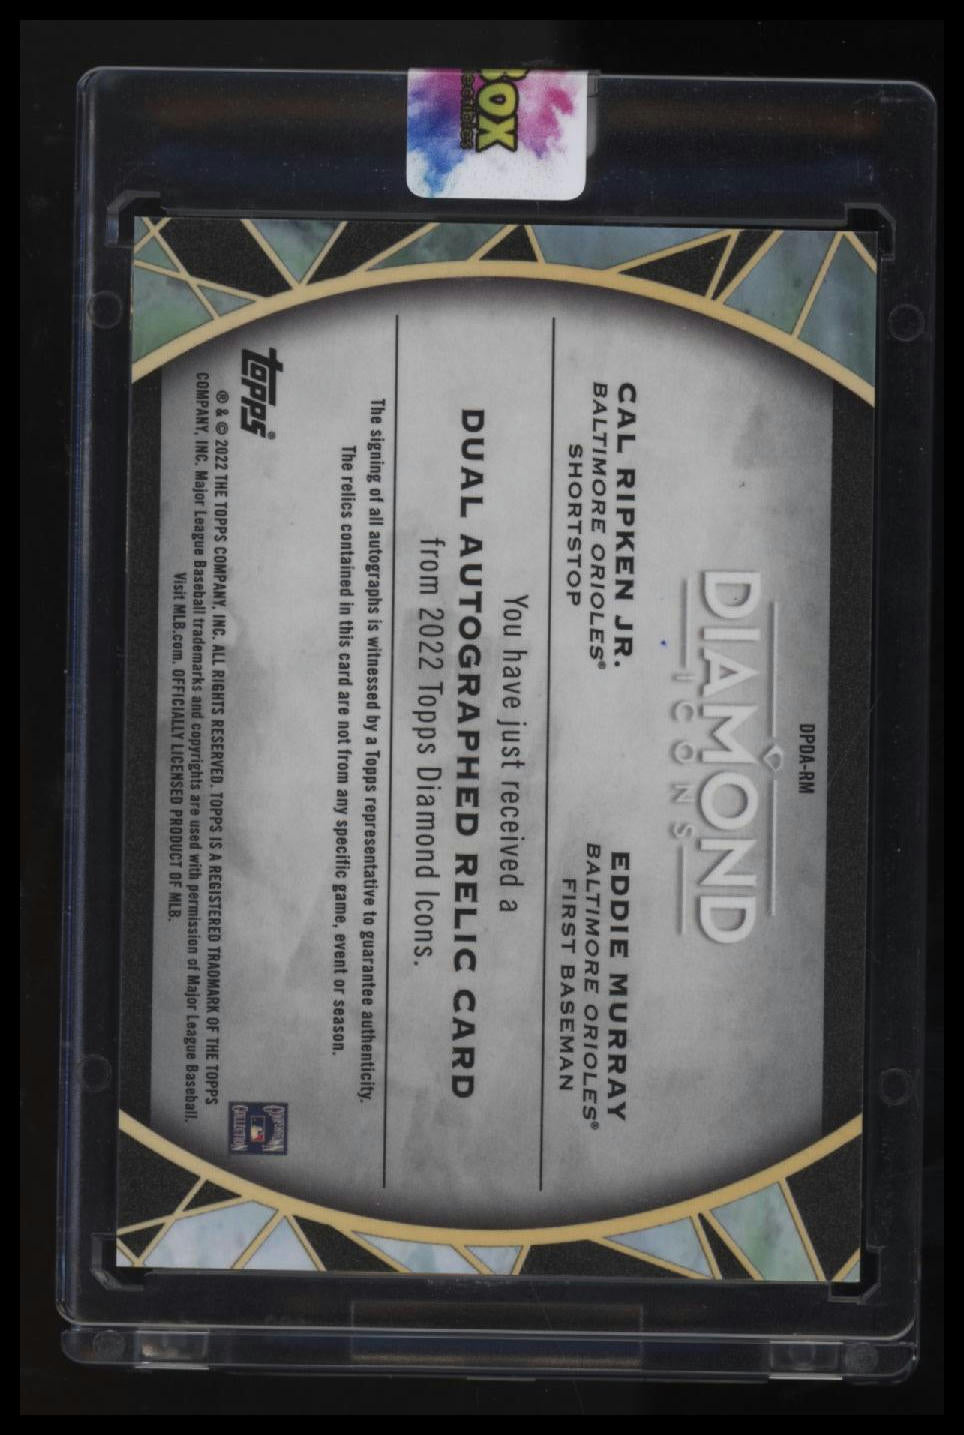 BOX
DPDA-RM
DIAMOND
ICONS
CAL RIPKEN JR.
BALTIMORE ORIOLES®
SHORTSTOP
EDDIE MURRAY
BALTIMORE ORIOLES®
FIRST BASEMAN
You have just received a
DUAL AUTOGRAPHED RELIC CARD
from 2022 Topps Diamond Icons.
The signing of all autographs is witnessed by a Topps representative to guarantee authenticity.
The relics contained in this card are not from any specific game, event or season.
topps®
COOPERSTOWN
COLLECTION
® & © 2022 THE TOPPS COMPANY, INC. ALL RIGHTS RESERVED. TOPPS IS A REGISTERED TRADMARK OF THE TOPPS
COMPANY, INC. Major League Baseball trademarks and copyrights are used with permission of Major League Baseball.
Visit MLB.com. OFFICIALLY LICENSED PRODUCT OF MLB.